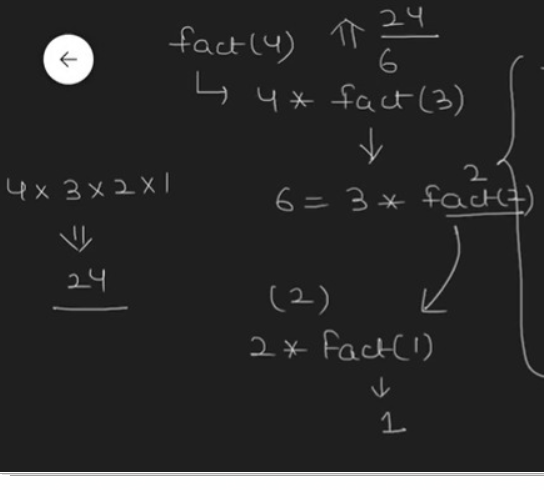 fact(4) ⇑ 24
6
↳ 4 * fact(3)
↓
4 × 3 × 2 × 1
⇓
24
2
6 = 3 * fact(2)
(2)
2 * fact(1)
↓
1